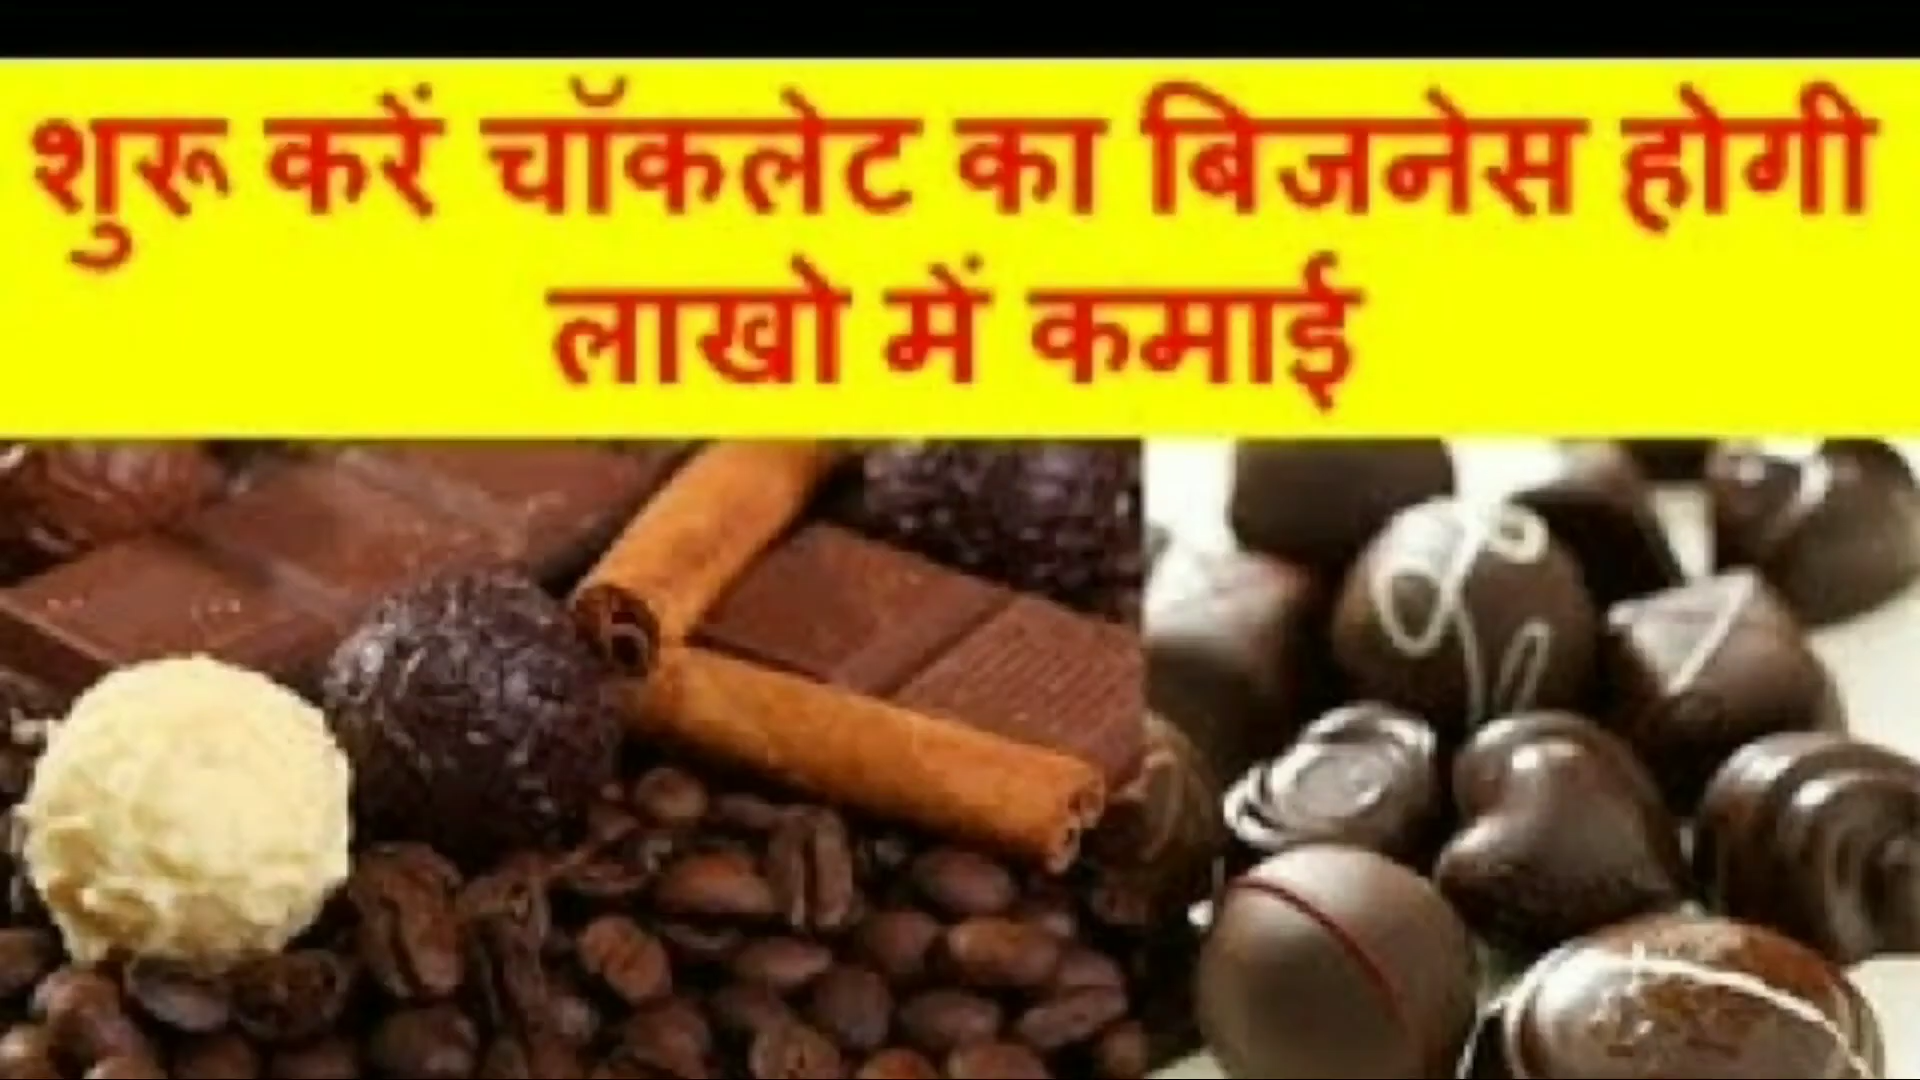 शुरू करें चॉकलेट का बिजनेस होगी
लाखो में कमाई